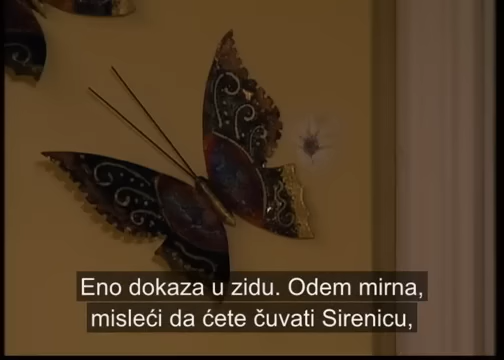 Eno dokaza u zidu. Odem mirna,
misleći da ćete čuvati Sirenicu,